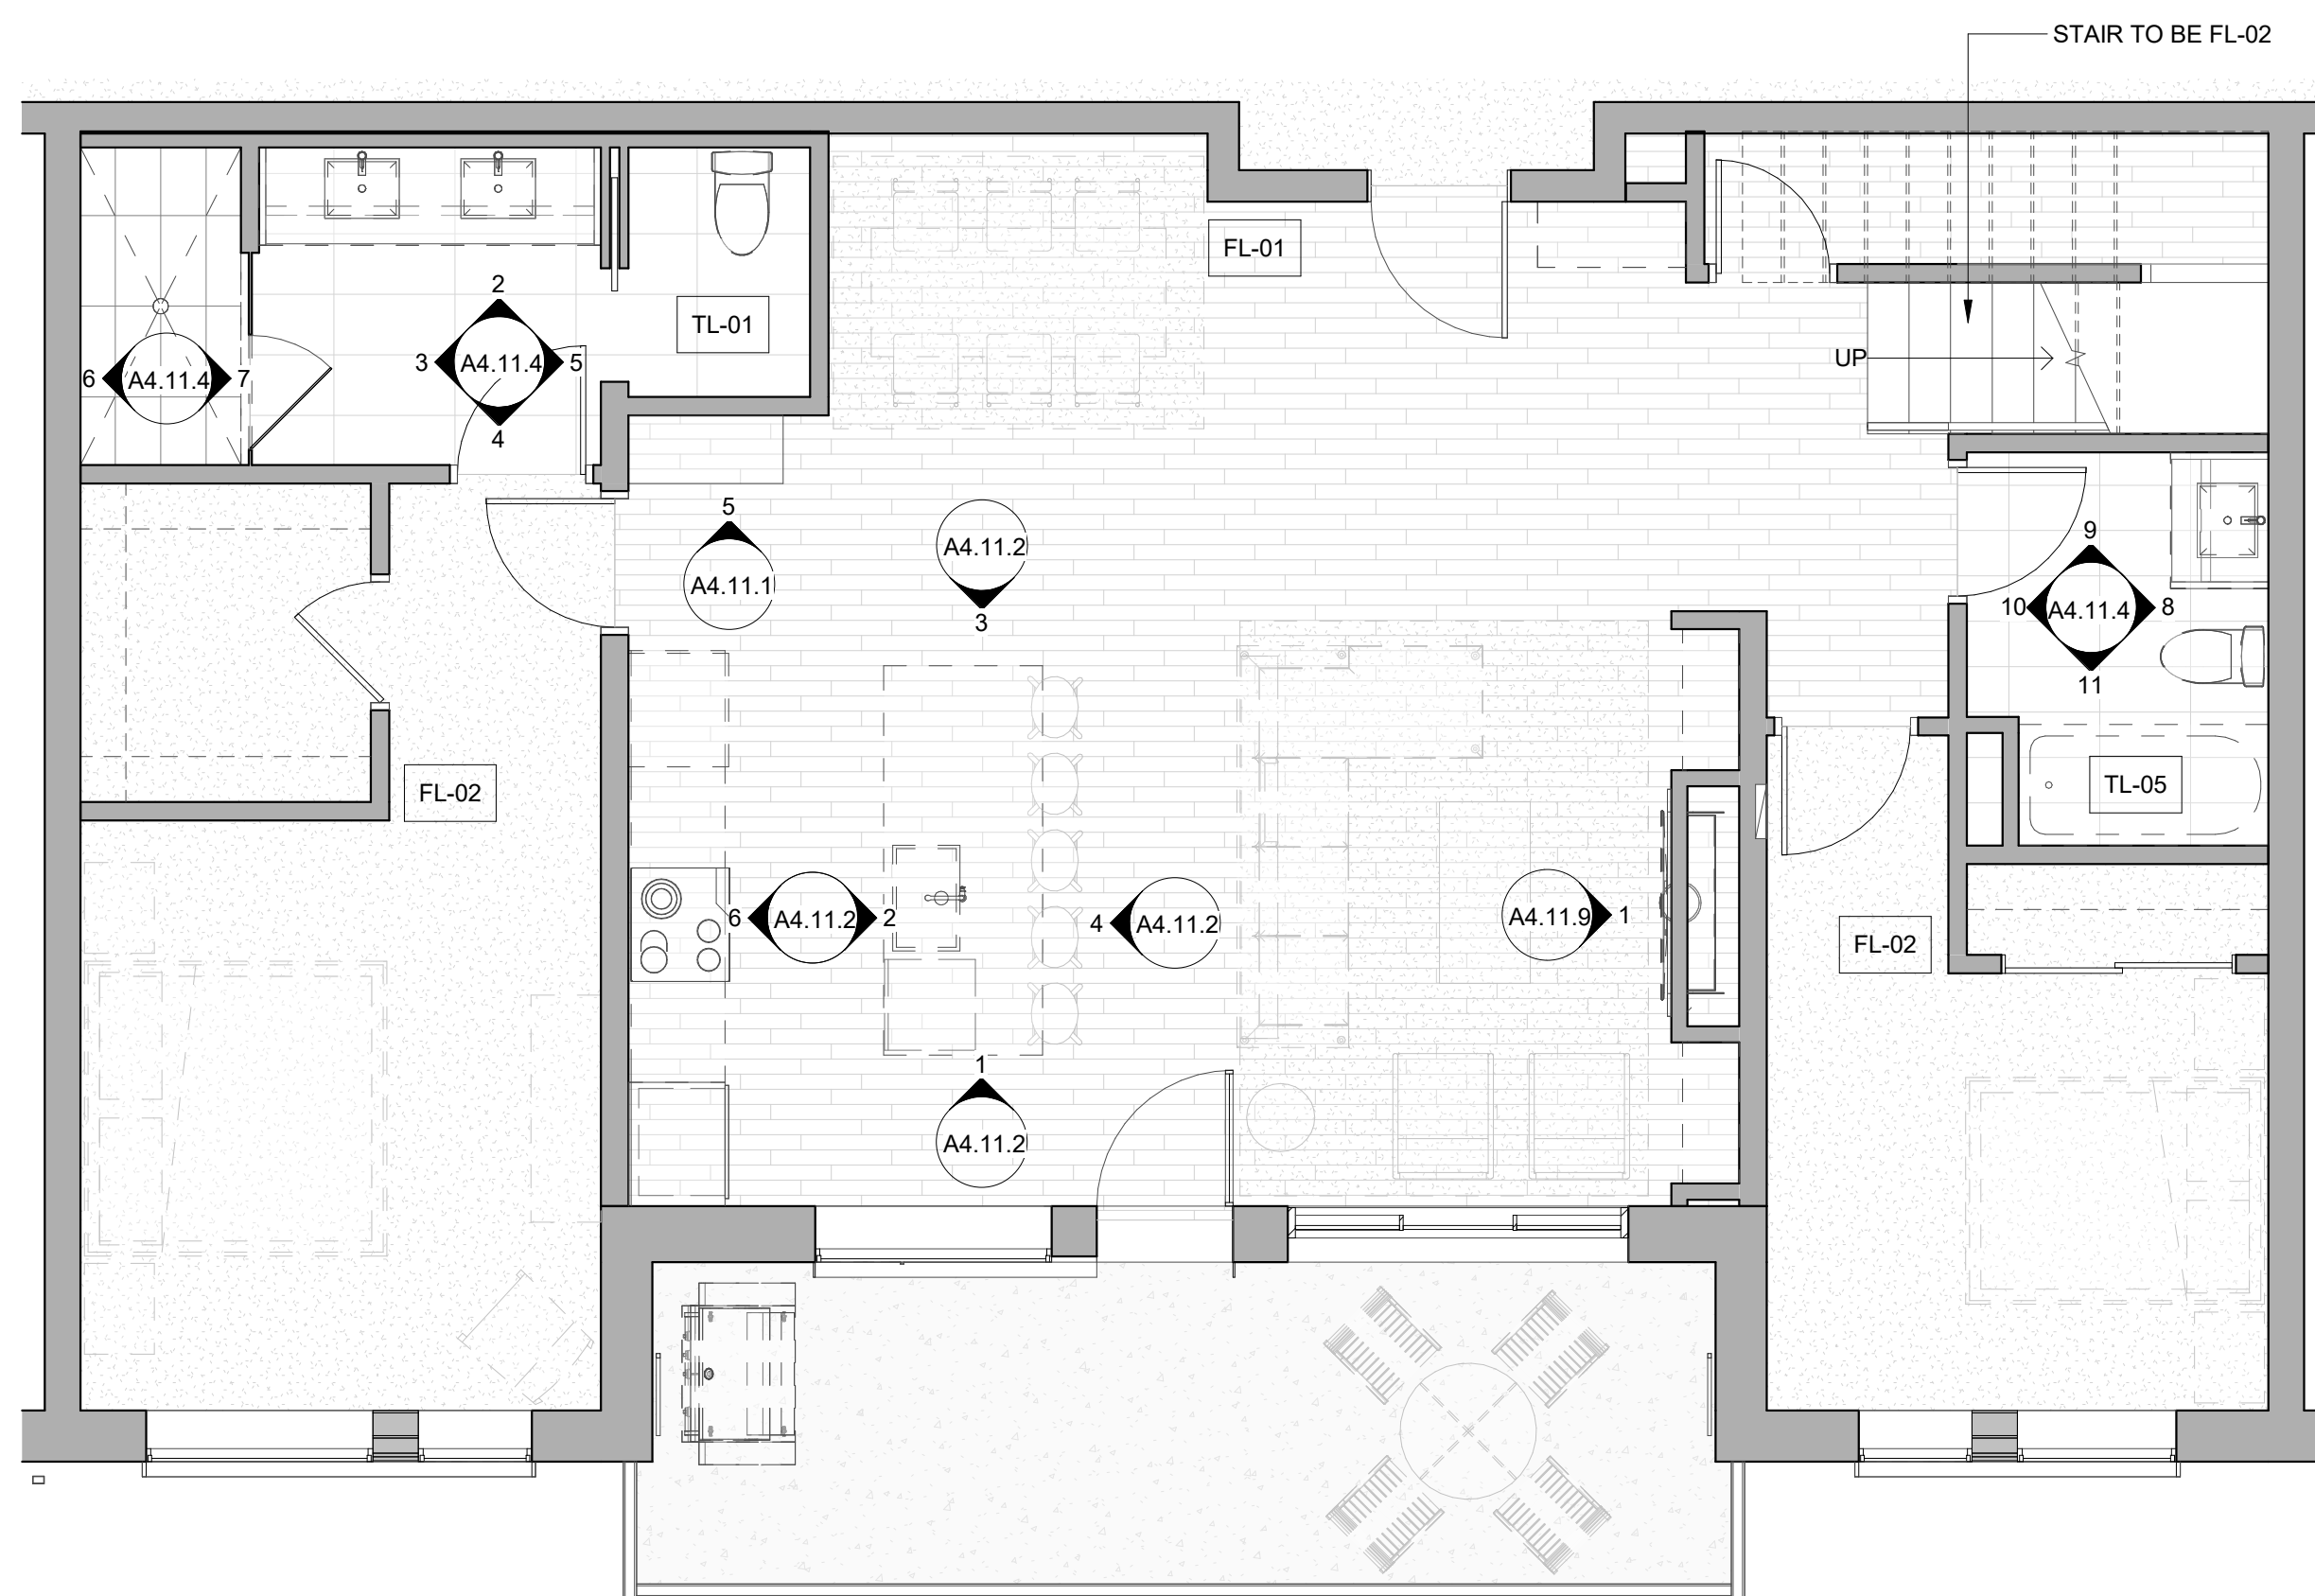 STAIR TO BE FL-02
FL-01
2
TL-01
3 A4.11.4 5
6 A4.11.4 7
4
UP
5
A4.11.2
A4.11.1
3
9
10 A4.11.4 8
11
FL-02
TL-05
6 A4.11.2 2
4 A4.11.2
A4.11.9 1
FL-02
1
A4.11.2